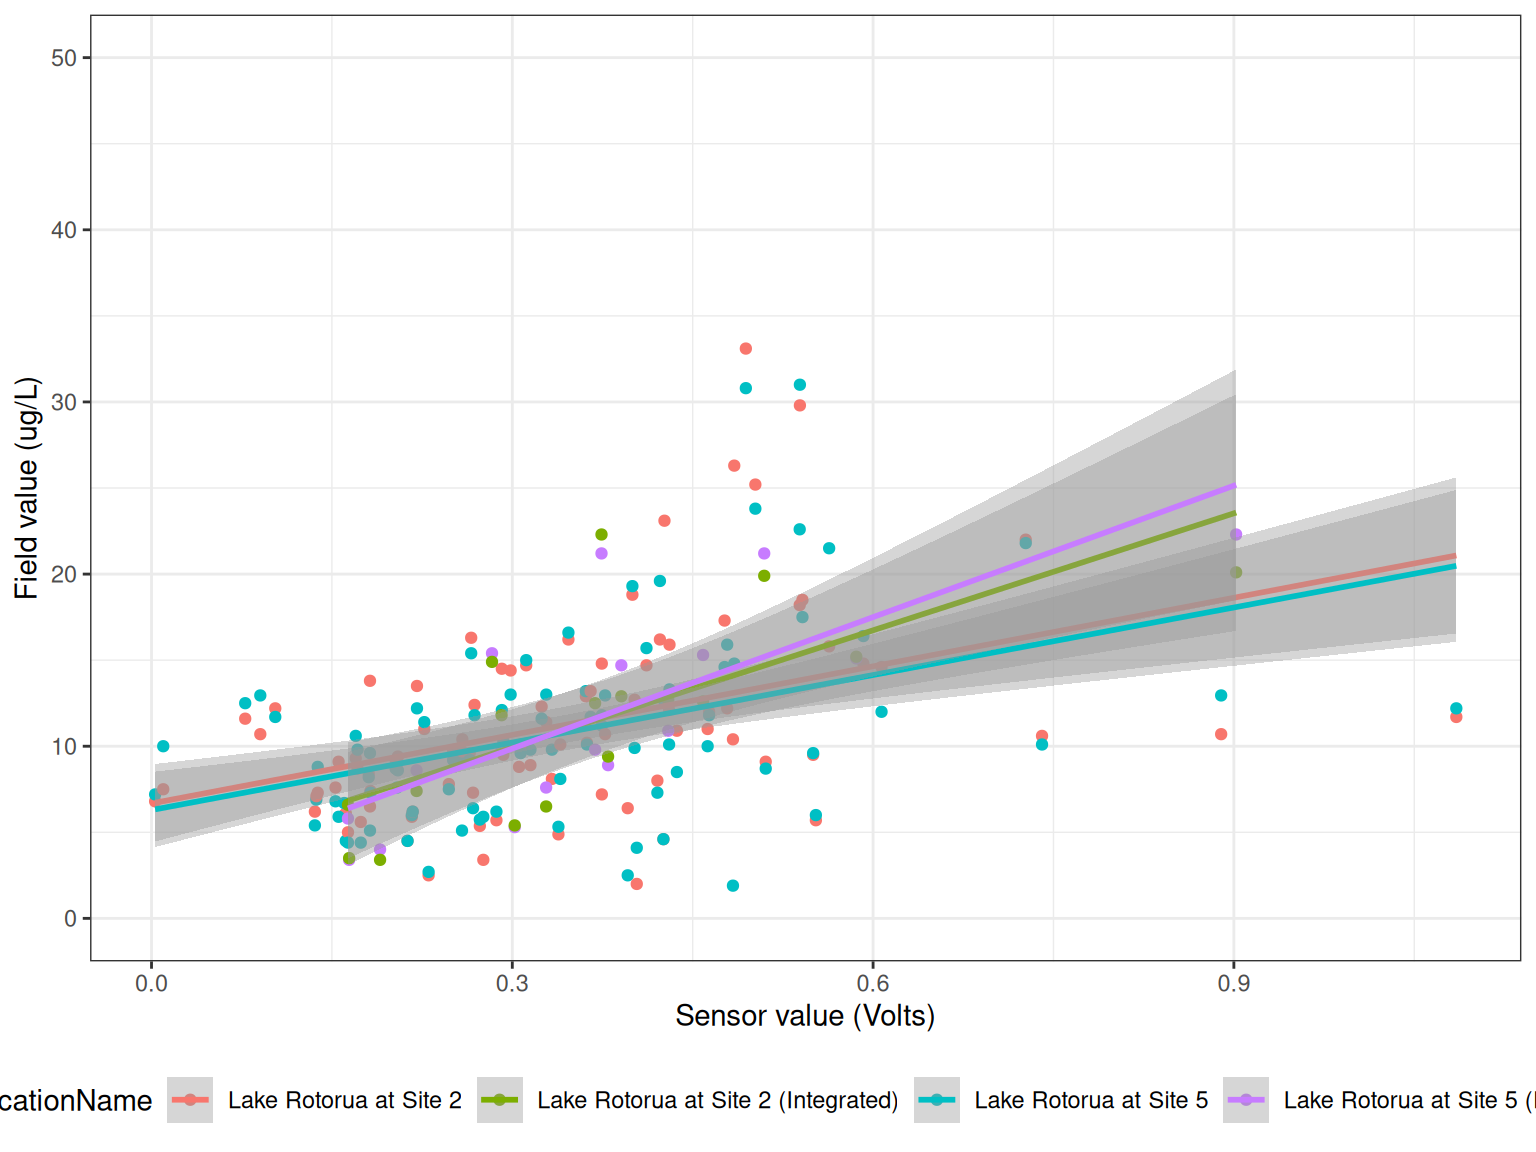 50
40
30
20
10
0
Field value (ug/L)
0.0 0.3 0.6 0.9
Sensor value (Volts)
cationName Lake Rotorua at Site 2 Lake Rotorua at Site 2 (Integrated) Lake Rotorua at Site 5 Lake Rotorua at Site 5 (